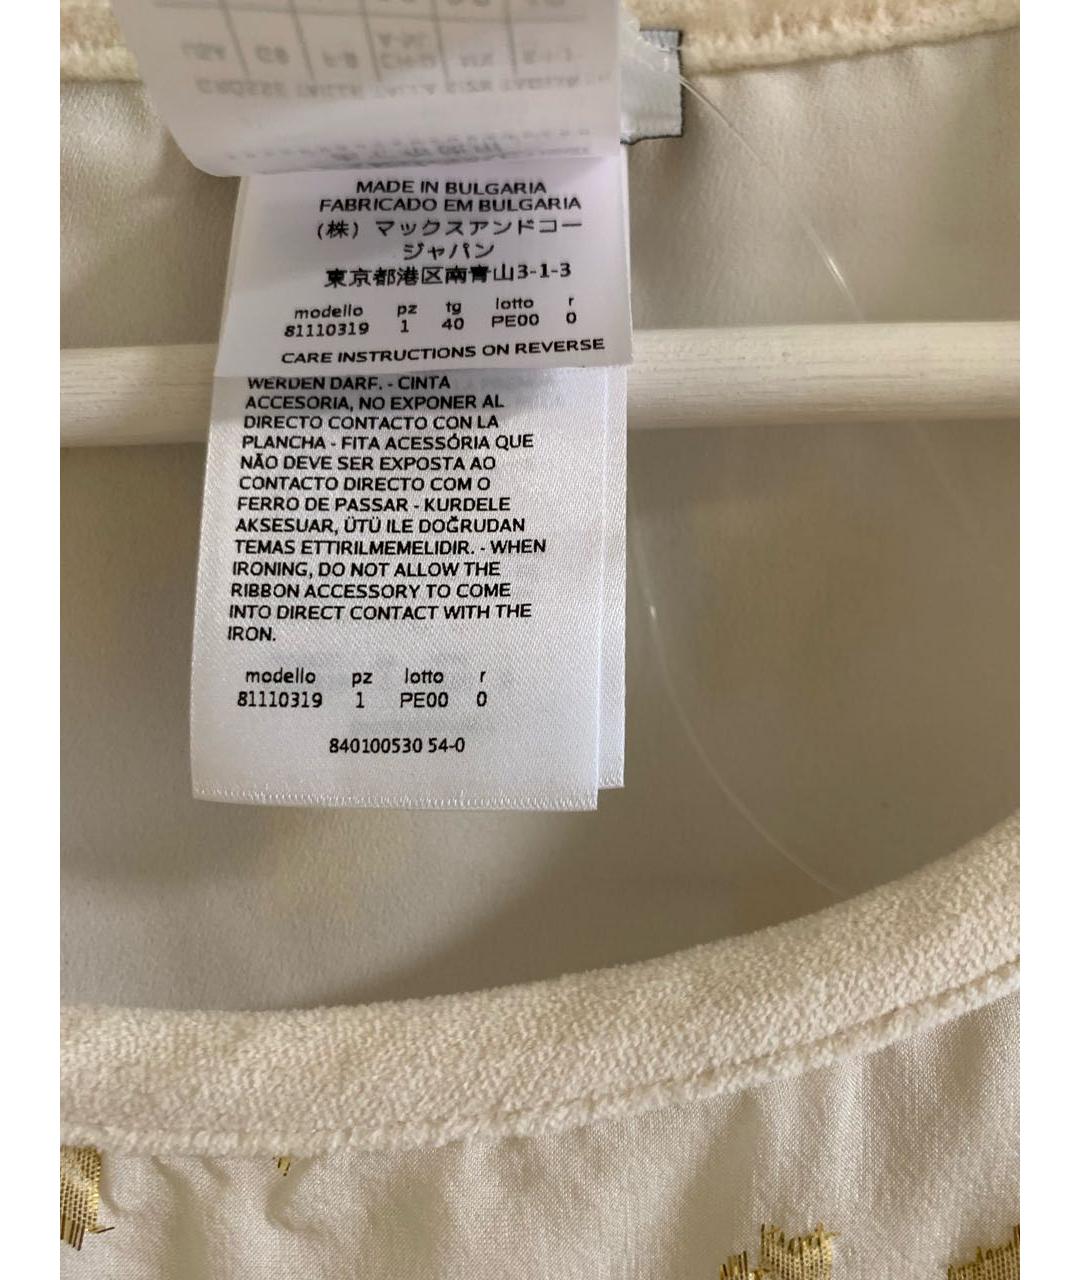 MADE IN BULGARIA
FABRICADO EM BULGARIA
(株) マックスアンドコー
ジャパン
東京都港区南青山3-1-3
modello pz tg lotto r
81110319 1 40 PE00 0
CARE INSTRUCTIONS ON REVERSE
WERDEN DARF. - CINTA
ACCESORIA, NO EXPONER AL
DIRECTO CONTACTO CON LA
PLANCHA - FITA ACESSÓRIA QUE
NÃO DEVE SER EXPOSTA AO
CONTACTO DIRECTO COM O
FERRO DE PASSAR - KURDELE
AKSESUAR, ÜTÜ ILE DOĞRUDAN
TEMAS ETTIRILMEMELIDIR. - WHEN
IRONING, DO NOT ALLOW THE
RIBBON ACCESSORY TO COME
INTO DIRECT CONTACT WITH THE
IRON.
modello pz lotto r
81110319 1 PE00 0
840100530 54-0